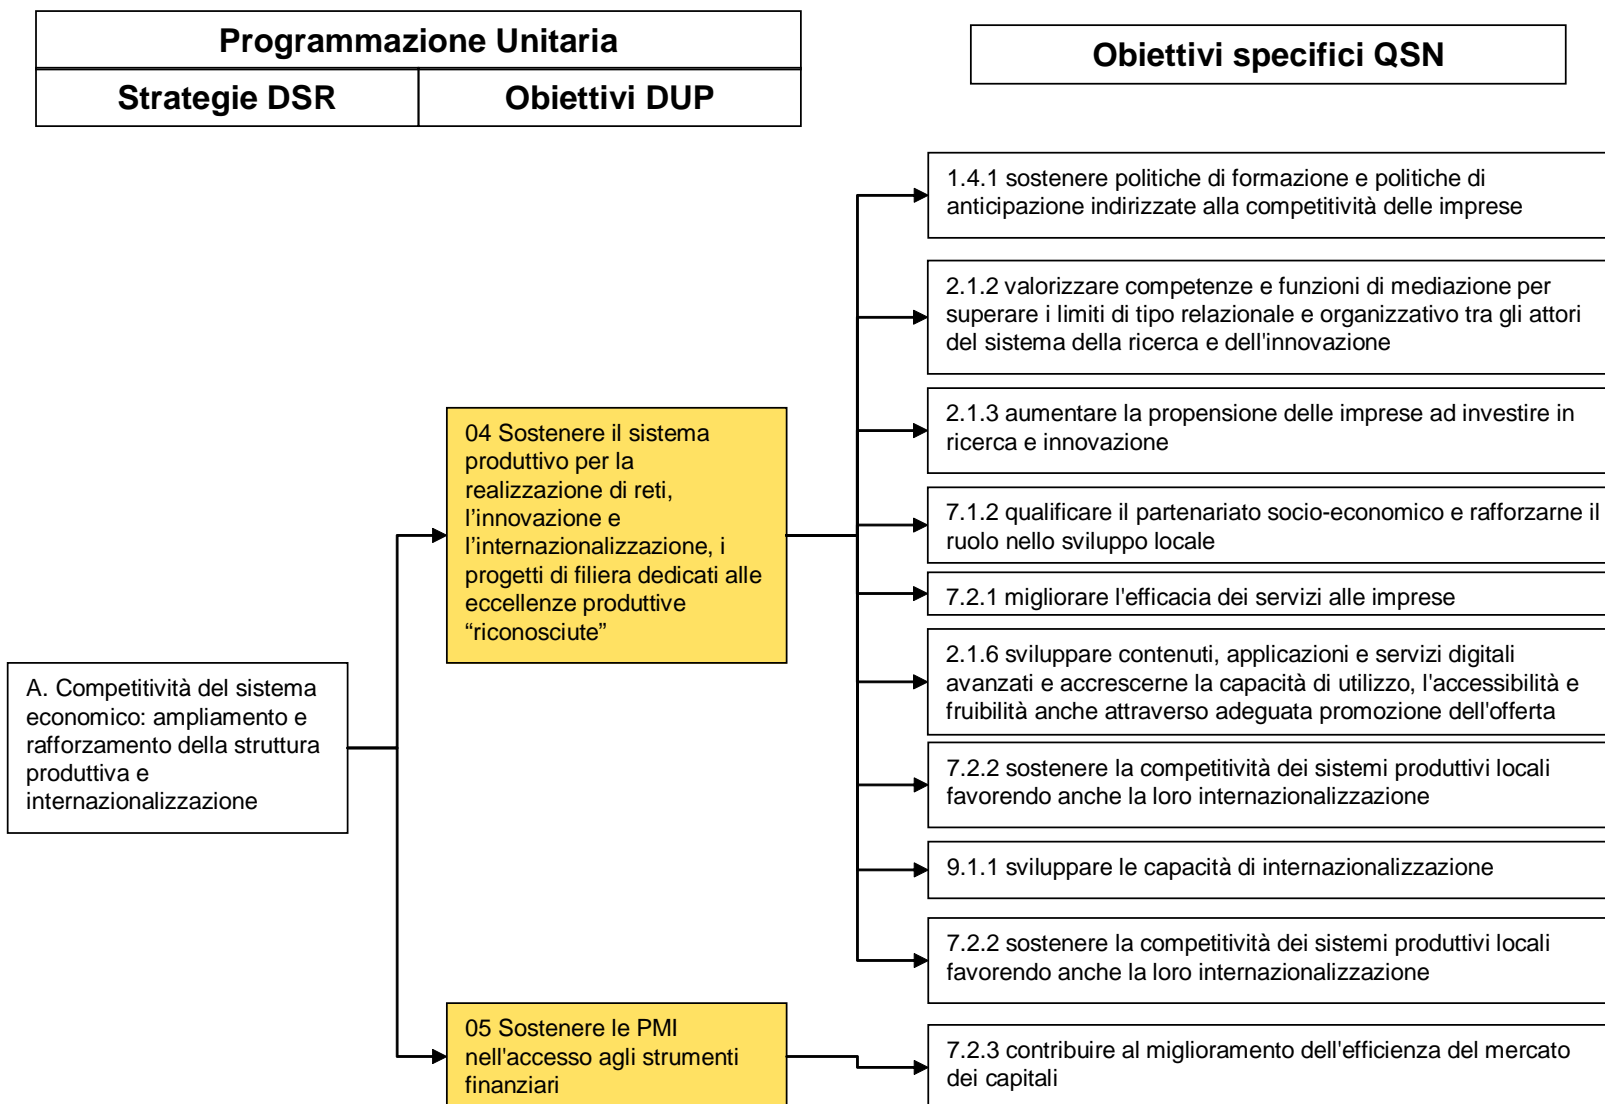 Programmazione Unitaria
Strategie DSR
Obiettivi DUP
Obiettivi specifici QSN
A. Competitività del sistema
economico: ampliamento e
rafforzamento della struttura
produttiva e
internazionalizzazione
04 Sostenere il sistema
produttivo per la
realizzazione di reti,
l’innovazione e
l’internazionalizzazione, i
progetti di filiera dedicati alle
eccellenze produttive
“riconosciute”
05 Sostenere le PMI
nell'accesso agli strumenti
finanziari
1.4.1 sostenere politiche di formazione e politiche di
anticipazione indirizzate alla competitività delle imprese
2.1.2 valorizzare competenze e funzioni di mediazione per
superare i limiti di tipo relazionale e organizzativo tra gli attori
del sistema della ricerca e dell'innovazione
2.1.3 aumentare la propensione delle imprese ad investire in
ricerca e innovazione
7.1.2 qualificare il partenariato socio-economico e rafforzarne il
ruolo nello sviluppo locale
7.2.1 migliorare l'efficacia dei servizi alle imprese
2.1.6 sviluppare contenuti, applicazioni e servizi digitali
avanzati e accrescerne la capacità di utilizzo, l'accessibilità e
fruibilità anche attraverso adeguata promozione dell'offerta
7.2.2 sostenere la competitività dei sistemi produttivi locali
favorendo anche la loro internazionalizzazione
9.1.1 sviluppare le capacità di internazionalizzazione
7.2.2 sostenere la competitività dei sistemi produttivi locali
favorendo anche la loro internazionalizzazione
7.2.3 contribuire al miglioramento dell'efficienza del mercato
dei capitali